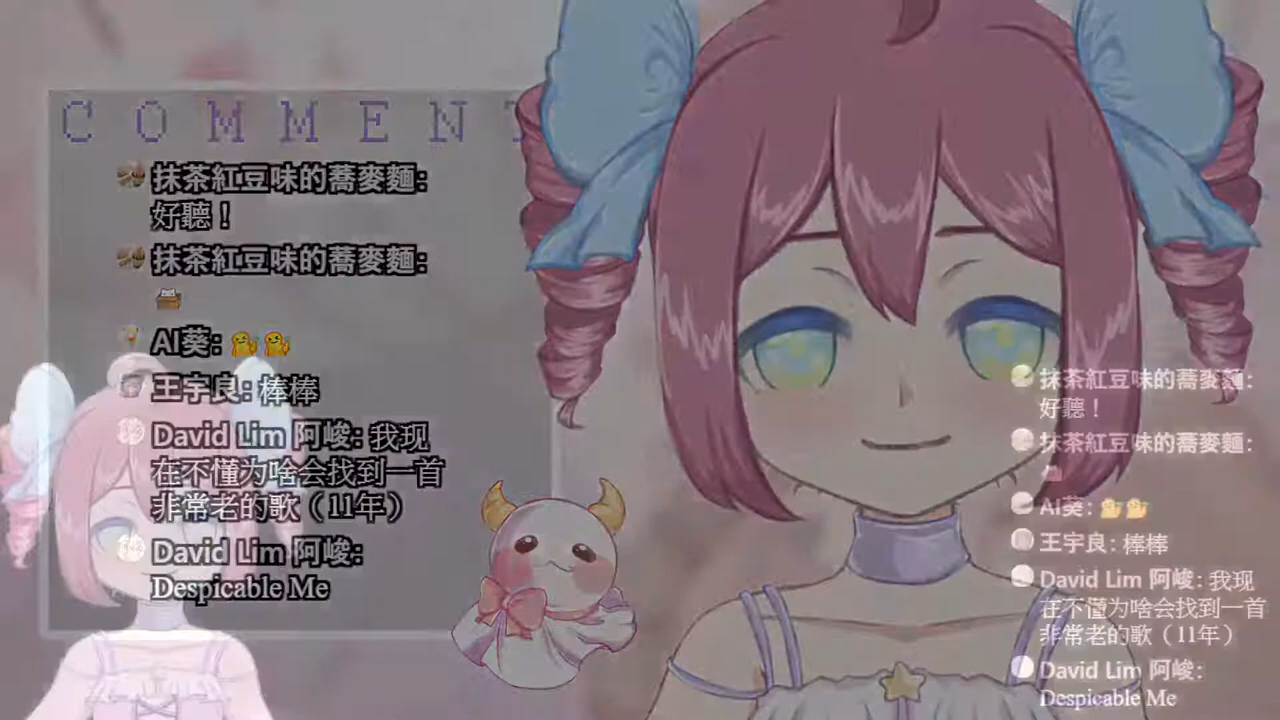 COMMENT
抹茶紅豆味的蕎麥麵:
好聽！
抹茶紅豆味的蕎麥麵:
AI葵:
王宇良: 棒棒
David Lim 阿峻: 我现
在不懂为啥会找到一首
非常老的歌（11年）
David Lim 阿峻:
Despicable Me
抹茶紅豆味的蕎麥麵:
好聽！
抹茶紅豆味的蕎麥麵:
AI葵:
王宇良: 棒棒
David Lim 阿峻: 我现
在不懂为啥会找到一首
非常老的歌（11年）
David Lim 阿峻:
Despicable Me